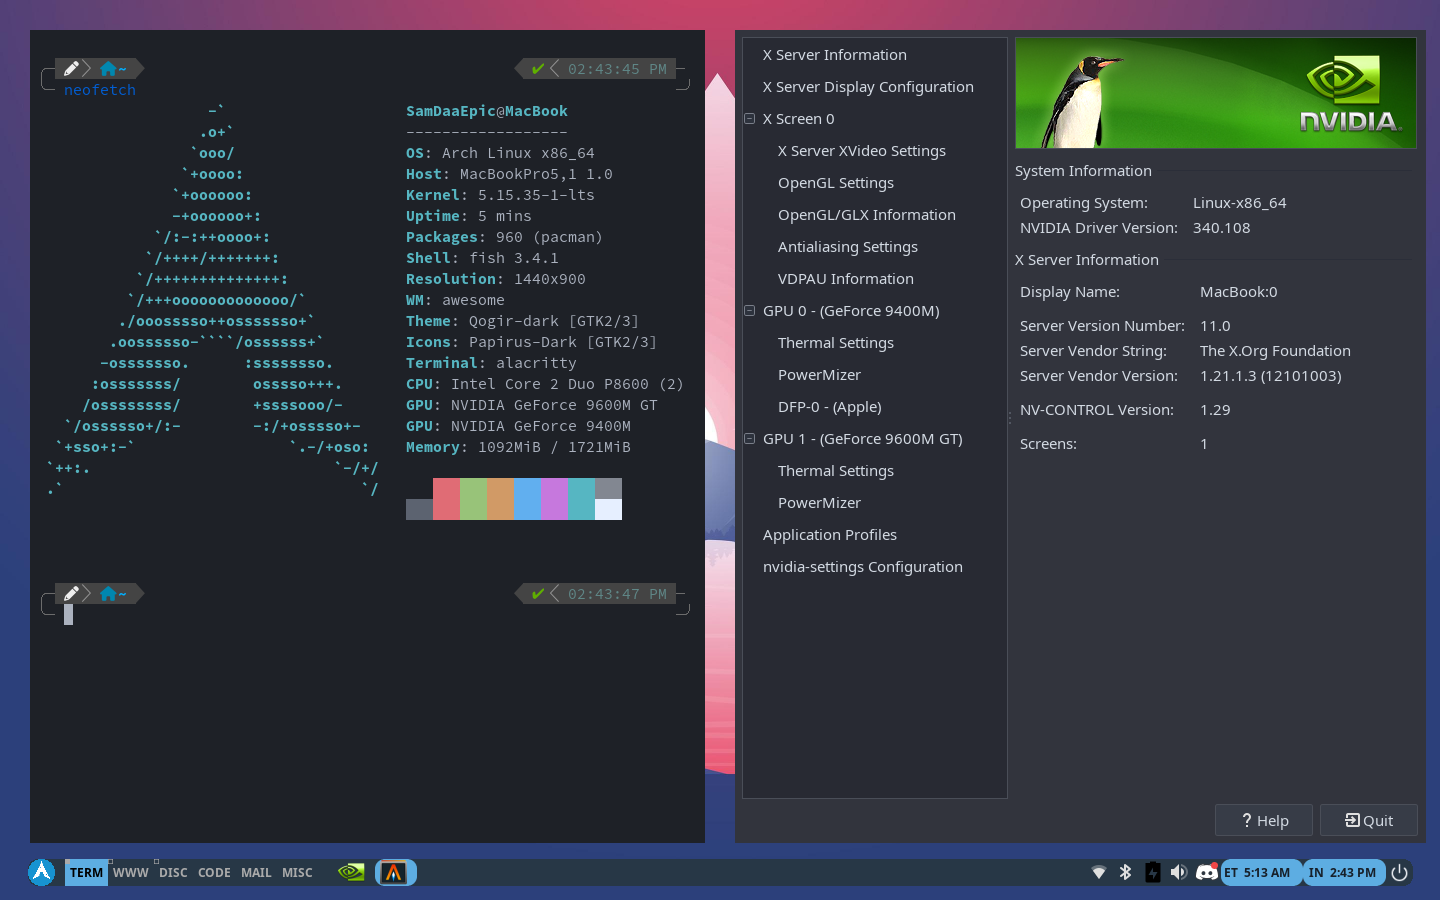 ~ 02:43:45 PM
neofetch
-`
.o+`
`ooo/
`+oooo:
`+oooooo:
-+oooooo+:
`/:-:++oooo+:
`/++++/+++++++:
`/++++++++++++++:
`/+++ooooooooooooo/`
./ooosssso++osssssso+`
.oossssso-````/ossssss+`
-osssssso.      :ssssssso.
:osssssss/        osssso+++.
/ossssssss/        +ssssooo/-
`/ossssso+/:-        -:/+osssso+-
`+sso+:-`                 `.-/+oso:
`++:.                           `-/+/
.`                                 `/
SamDaaEpic@MacBook
------------------
OS: Arch Linux x86_64
Host: MacBookPro5,1 1.0
Kernel: 5.15.35-1-lts
Uptime: 5 mins
Packages: 960 (pacman)
Shell: fish 3.4.1
Resolution: 1440x900
WM: awesome
Theme: Qogir-dark [GTK2/3]
Icons: Papirus-Dark [GTK2/3]
Terminal: alacritty
CPU: Intel Core 2 Duo P8600 (2)
GPU: NVIDIA GeForce 9600M GT
GPU: NVIDIA GeForce 9400M
Memory: 1092MiB / 1721MiB
~ 02:43:47 PM
X Server Information
X Server Display Configuration
X Screen 0
X Server XVideo Settings
OpenGL Settings
OpenGL/GLX Information
Antialiasing Settings
VDPAU Information
GPU 0 - (GeForce 9400M)
Thermal Settings
PowerMizer
DFP-0 - (Apple)
GPU 1 - (GeForce 9600M GT)
Thermal Settings
PowerMizer
Application Profiles
nvidia-settings Configuration
NVIDIA.
System Information
Operating System: Linux-x86_64
NVIDIA Driver Version: 340.108
X Server Information
Display Name: MacBook:0
Server Version Number: 11.0
Server Vendor String: The X.Org Foundation
Server Vendor Version: 1.21.1.3 (12101003)
NV-CONTROL Version: 1.29
Screens: 1
? Help
Quit
TERM WWW DISC CODE MAIL MISC
ET 5:13 AM IN 2:43 PM